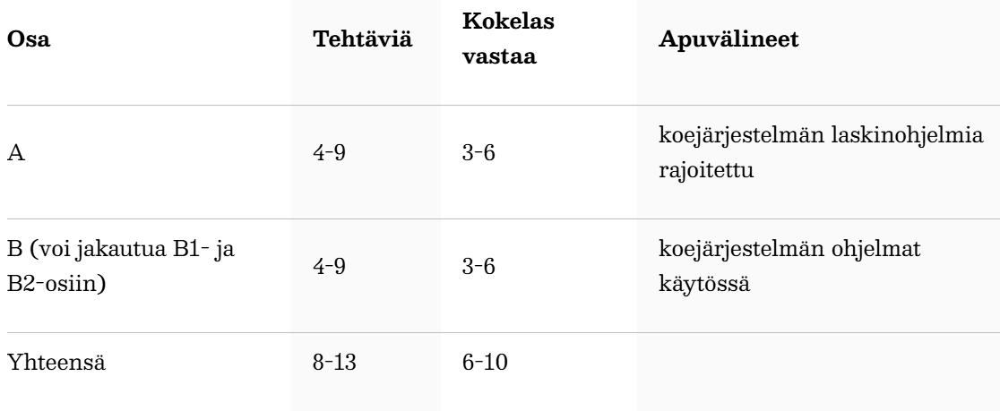 Osa Tehtäviä Kokelas vastaa Apuvälineet
A 4-9 3-6 koejärjestelmän laskinohjelmia
rajoitettu
B (voi jakautua B1- ja
B2-osiin) 4-9 3-6 koejärjestelmän ohjelmat
käytössä
Yhteensä 8-13 6-10